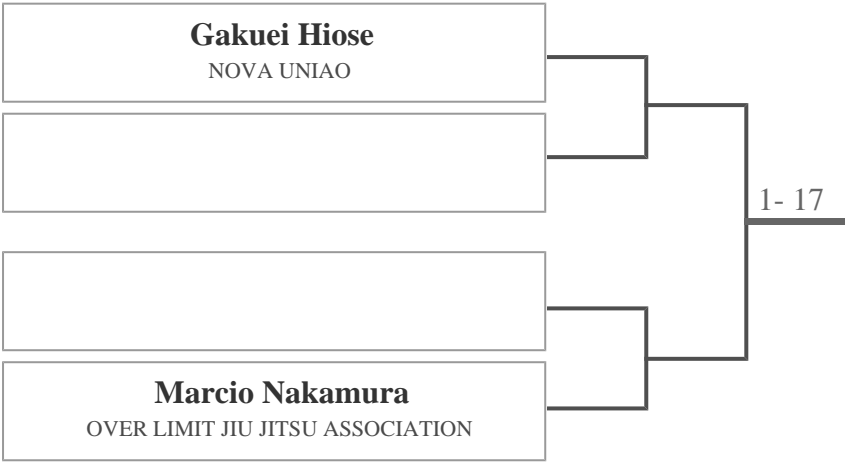 Gakuei Hiose
NOVA UNIAO
1- 17
Marcio Nakamura
OVER LIMIT JIU JITSU ASSOCIATION